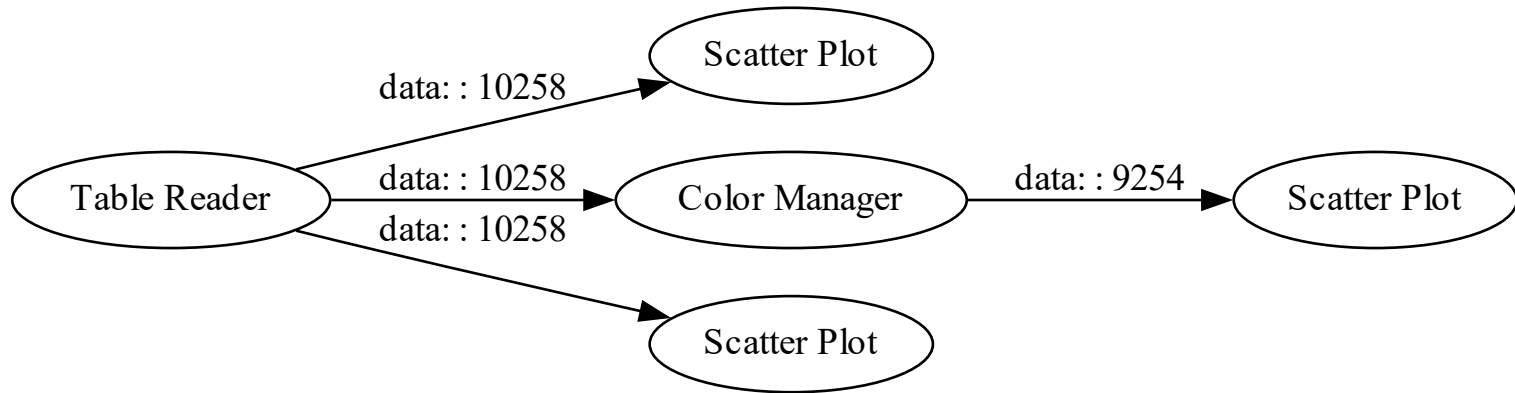 Scatter Plot
data: : 10258
Table Reader
data: : 10258
Color Manager
data: : 9254
Scatter Plot
data: : 10258
Scatter Plot